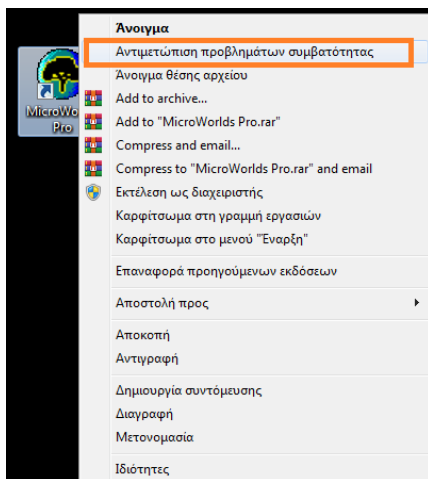 MicroWo
Pro
Άνοιγμα
Αντιμετώπιση προβλημάτων συμβατότητας
Άνοιγμα θέσης αρχείου
Add to archive...
Add to "MicroWorlds Pro.rar"
Compress and email...
Compress to "MicroWorlds Pro.rar" and email
Εκτέλεση ως διαχειριστής
Καρφίτσωμα στη γραμμή εργασιών
Καρφίτσωμα στο μενού "Έναρξη"
Επαναφορά προηγούμενων εκδόσεων
Αποστολή προς
Αποκοπή
Αντιγραφή
Δημιουργία συντόμευσης
Διαγραφή
Μετονομασία
Ιδιότητες